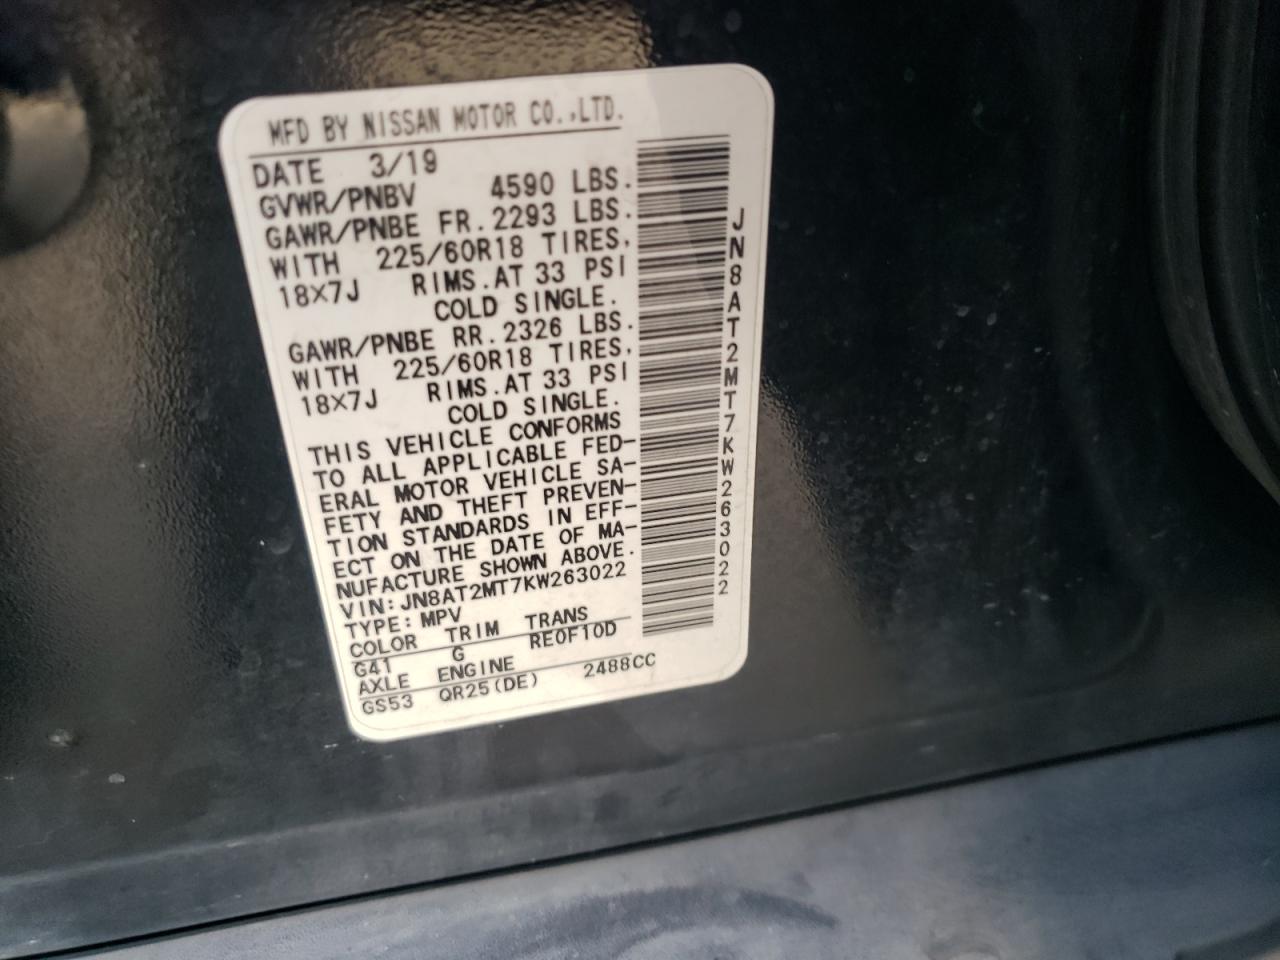 MFD BY NISSAN MOTOR CO.,LTD.
DATE 3/19
GVWR/PNBV 4590 LBS.
GAWR/PNBE FR. 2293 LBS.
WITH 225/60R18 TIRES,
18X7J RIMS.AT 33 PSI
COLD SINGLE.
GAWR/PNBE RR. 2326 LBS.
WITH 225/60R18 TIRES,
18X7J RIMS.AT 33 PSI
COLD SINGLE.
THIS VEHICLE CONFORMS
TO ALL APPLICABLE FED-
ERAL MOTOR VEHICLE SA-
FETY AND THEFT PREVEN-
TION STANDARDS IN EFF-
ECT ON THE DATE OF MA-
NUFACTURE SHOWN ABOVE.
VIN:JN8AT2MT7KW263022
TYPE:MPV
COLOR TRIM TRANS
G41 G RE0F10D
AXLE ENGINE
GS53 QR25(DE) 2488CC
JN8AT2MT7KW263022